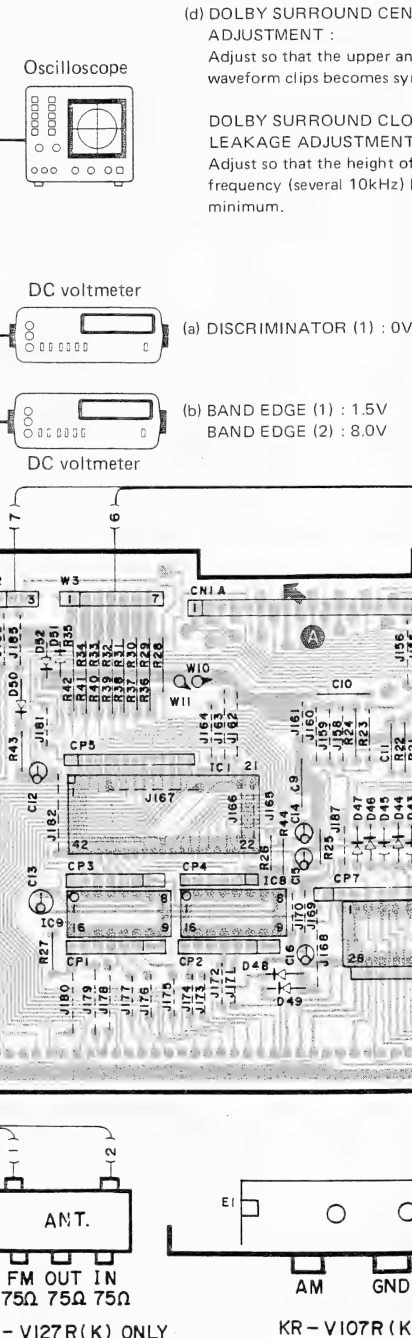 (d) DOLBY SURROUND CEN
ADJUSTMENT :
Adjust so that the upper an
waveform clips becomes sy
Oscilloscope
DOLBY SURROUND CLO
LEAKAGE ADJUSTMENT
Adjust so that the height of
frequency (several 10kHz)
minimum.
DC voltmeter
(a) DISCRIMINATOR (1) : 0V
(b) BAND EDGE (1) : 1.5V
BAND EDGE (2) : 8.0V
DC voltmeter
(7) (6)
3 W3 1 7 CN1A 1
J183 D52 D51 D35
A
J156
D50 R42 R41 R34 R40 R33 R39 R32 R38 R31 R37 R30 R36 R29 R28
W10
W11
C10
R43 J181 J164 J163 J162 J161 J160 J159 J158 R24 R23 C11 R22
CP5
IC1 21
C12 J182 J167 J166 J165 C9 C14 R44 J187 D47 D46 D45 D44
42 22
R26 R25
CP3 CP4 IC8 C15 CP7
C13 8 8
IC9 16 9 16 9 J170 J169 1
R27 CP1 CP2 C16 J168 28
J180 J179 J178 J177 J176 J175 J174 J173 J172 J171 D48
D49
(1) (2)
ANT.
E1
FM OUT IN
75Ω 75Ω 75Ω
AM GND
- V127R(K) ONLY
KR-V107R(K